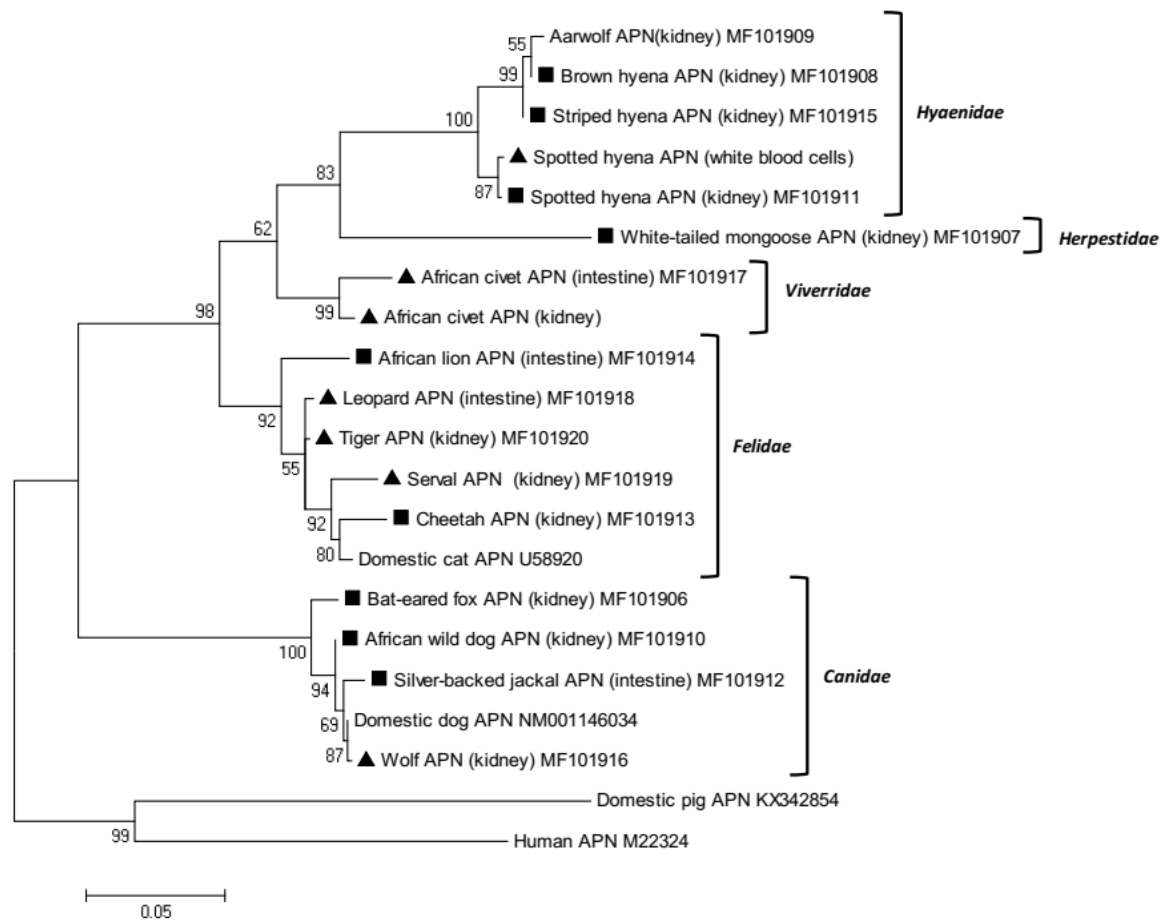 Aarwolf APN(kidney) MF101909
55
99
Brown hyena APN (kidney) MF101908
Striped hyena APN (kidney) MF101915
Hyaenidae
100
Spotted hyena APN (white blood cells)
83
87
Spotted hyena APN (kidney) MF101911
62
White-tailed mongoose APN (kidney) MF101907
Herpestidae
African civet APN (intestine) MF101917
Viverridae
98
99
African civet APN (kidney)
African lion APN (intestine) MF101914
Leopard APN (intestine) MF101918
92
Tiger APN (kidney) MF101920
Felidae
55
Serval APN (kidney) MF101919
92
Cheetah APN (kidney) MF101913
80
Domestic cat APN U58920
Bat-eared fox APN (kidney) MF101906
African wild dog APN (kidney) MF101910
100
Silver-backed jackal APN (intestine) MF101912
Canidae
94
69
Domestic dog APN NM001146034
87
Wolf APN (kidney) MF101916
Domestic pig APN KX342854
99
Human APN M22324
0.05